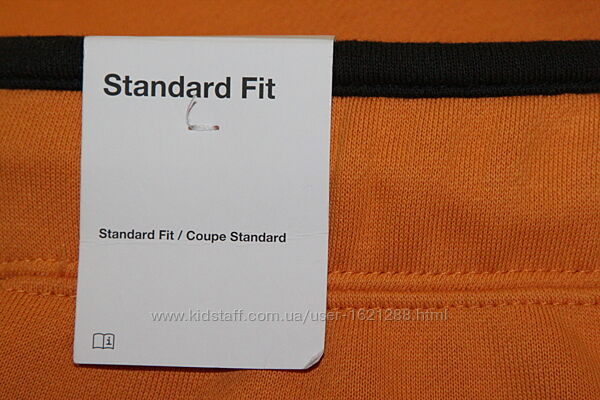 Standard Fit
Standard Fit / Coupe Standard
www.kidstaff.com.ua/user-1621288.html
i